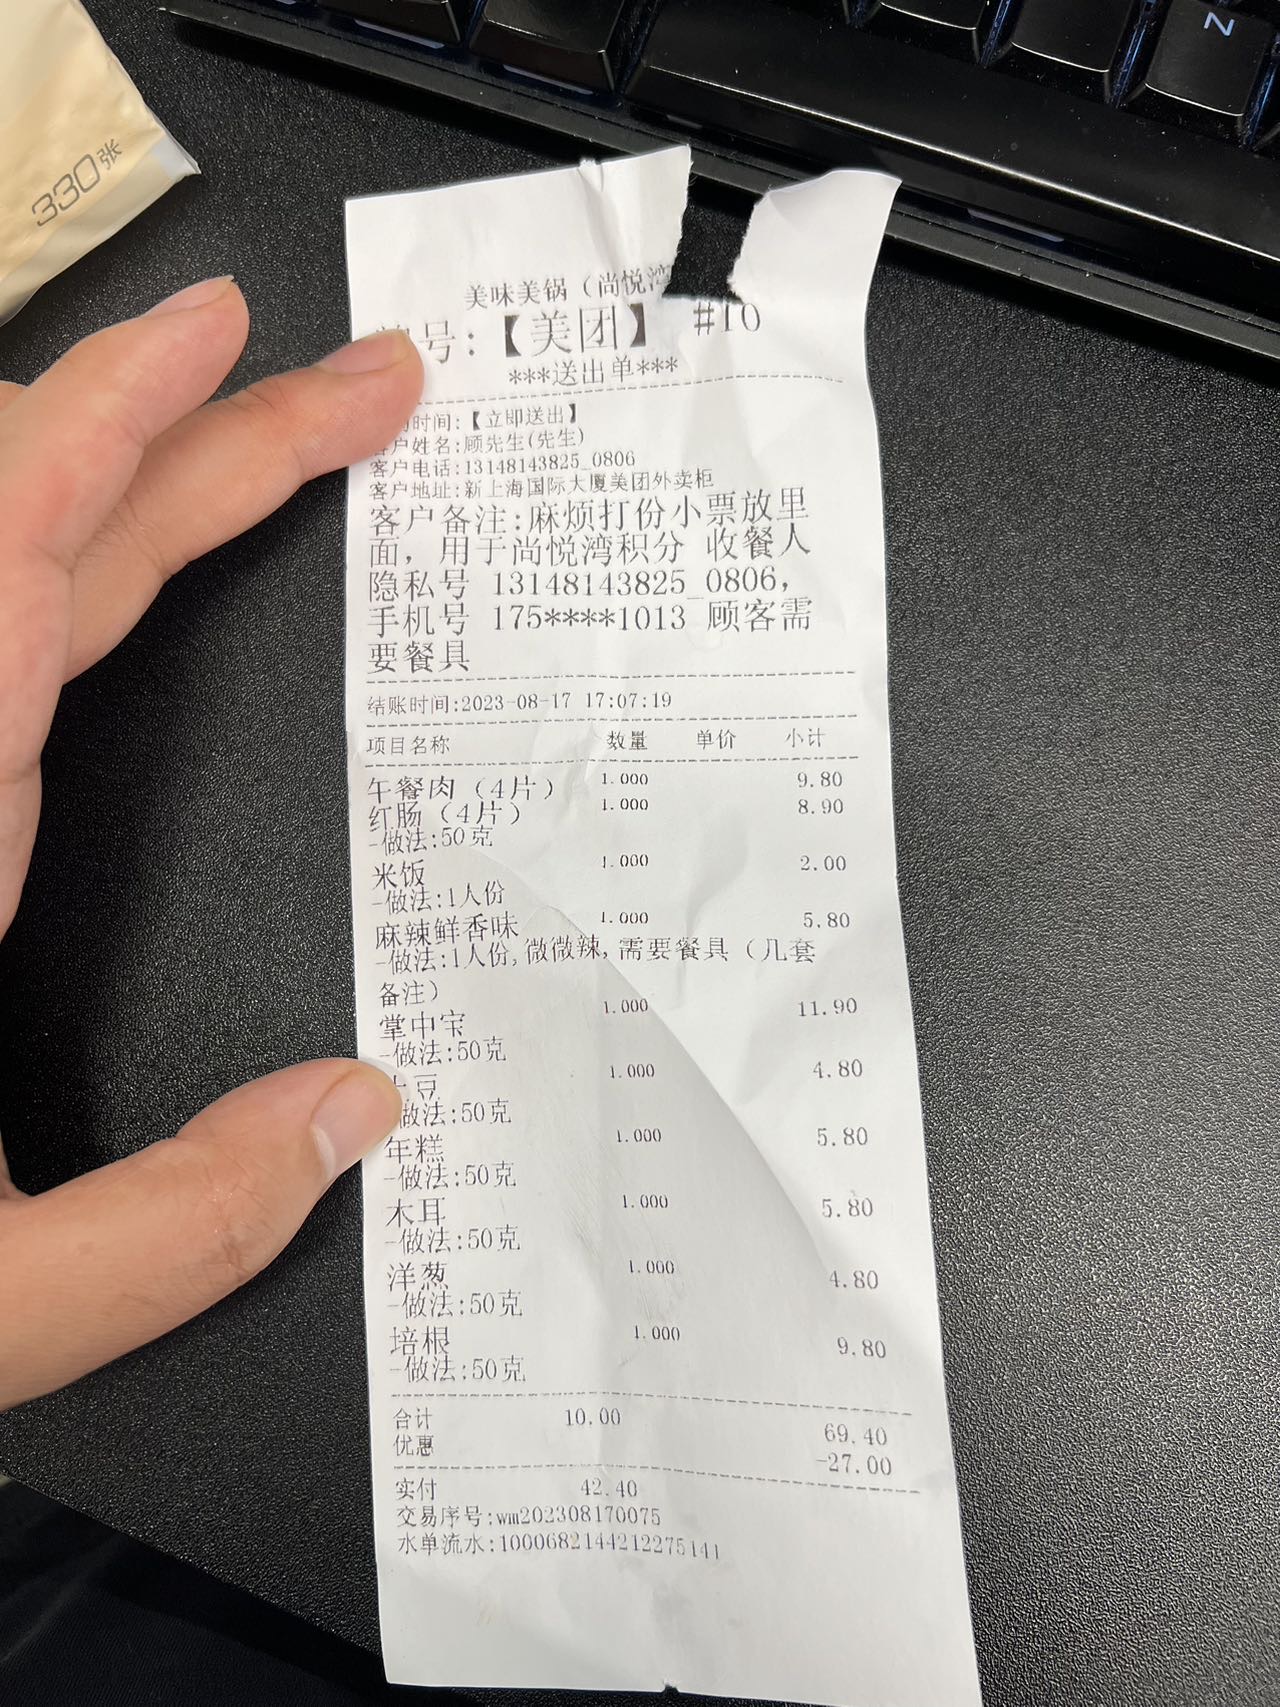 330张
Z
美味美锅（尚悦湾
号:【美团】 #10
***送出单***
时间:【立即送出】
客户姓名:顾先生(先生)
客户电话:13148143825_0806
客户地址:新上海国际大厦美团外卖柜
客户备注:麻烦打份小票放里
面，用于尚悦湾积分 收餐人
隐私号 13148143825_0806,
手机号 175****1013 顾客需
要餐具
结账时间:2023-08-17 17:07:19
项目名称 数量 单价 小计
午餐肉（4片） 1.000 9.80
红肠（4片） 1.000 8.90
-做法:50克
米饭 1.000 2.00
-做法:1人份
麻辣鲜香味 1.000 5.80
-做法:1人份,微微辣,需要餐具（几套
备注）
掌中宝 1.000 11.90
-做法:50克
土豆 1.000 4.80
做法:50克
年糕 1.000 5.80
-做法:50克
木耳 1.000 5.80
-做法:50克
洋葱 1.000 4.80
-做法:50克
培根 1.000 9.80
-做法:50克
合计 10.00 69.40
优惠 -27.00
实付 42.40
交易序号:wm202308170075
水单流水:1000682144212275141